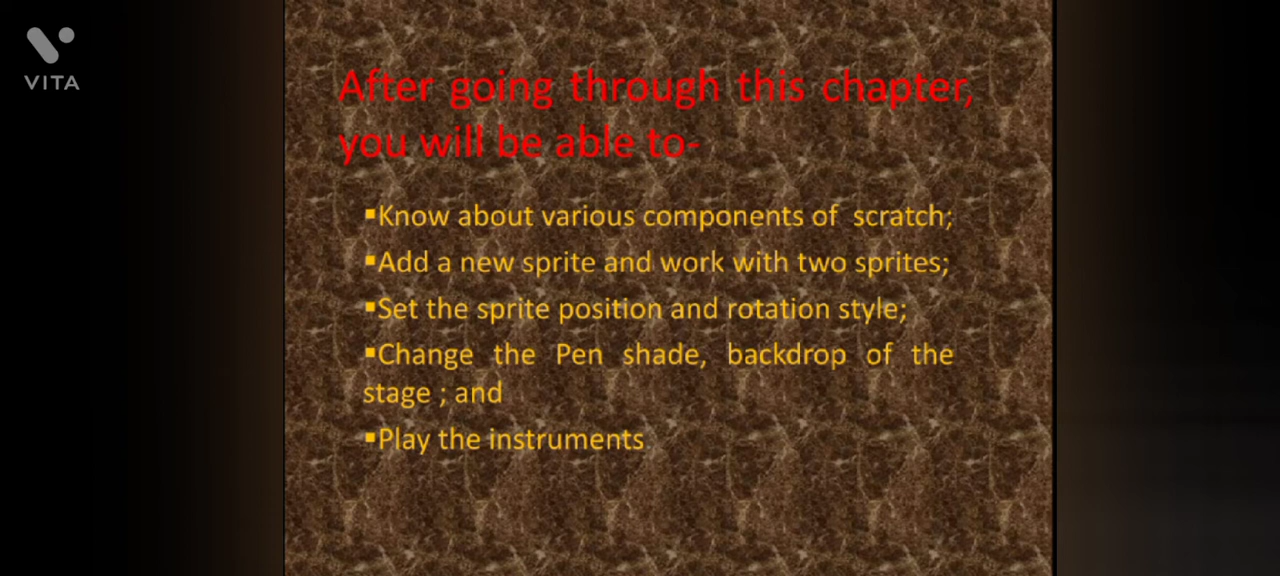 VITA
After going through this chapter,
you will be able to-
▪Know about various components of scratch;
▪Add a new sprite and work with two sprites;
▪Set the sprite position and rotation style;
▪Change the Pen shade, backdrop of the
stage ; and
▪Play the instruments